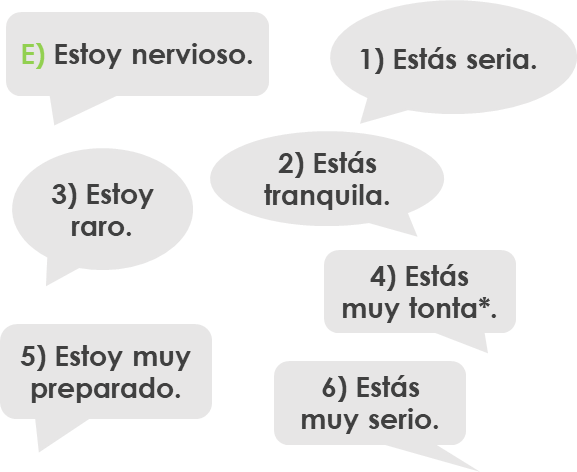 E) Estoy nervioso.
1) Estás seria.
2) Estás
tranquila.
3) Estoy
raro.
4) Estás
muy tonta*.
5) Estoy muy
preparado.
6) Estás
muy serio.